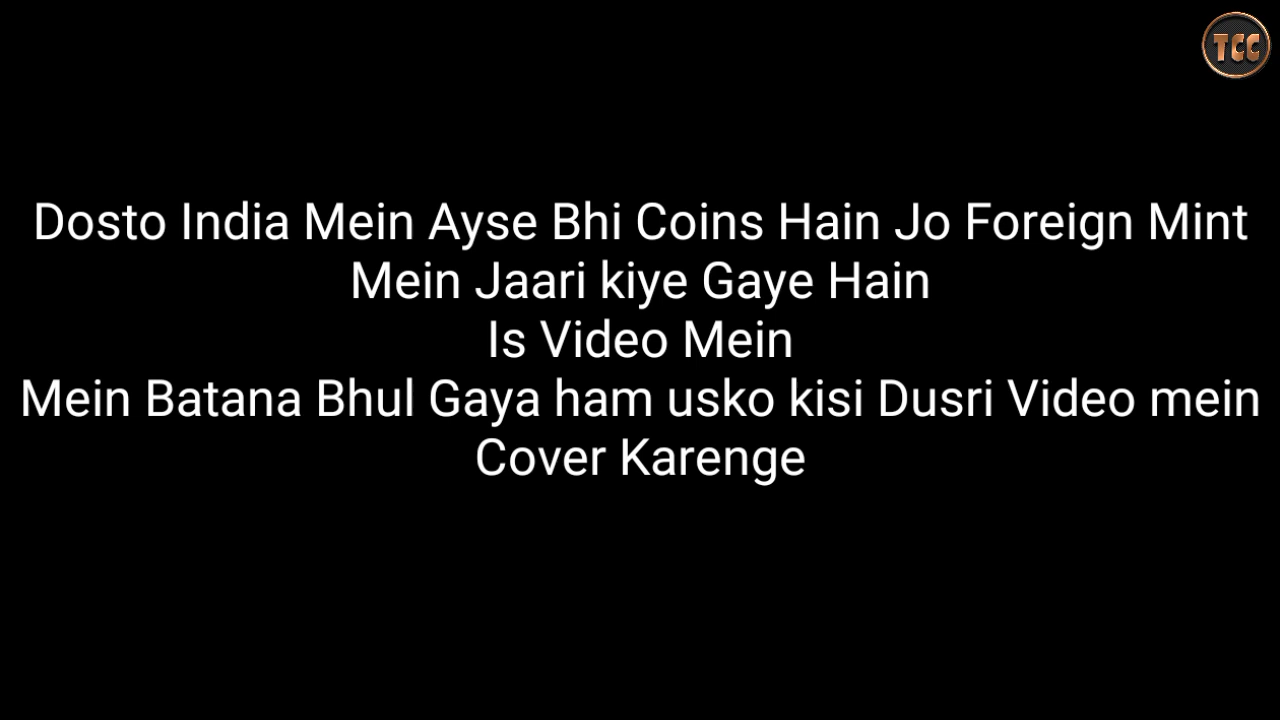 TCC
Dosto India Mein Ayse Bhi Coins Hain Jo Foreign Mint
Mein Jaari kiye Gaye Hain
Is Video Mein
Mein Batana Bhul Gaya ham usko kisi Dusri Video mein
Cover Karenge